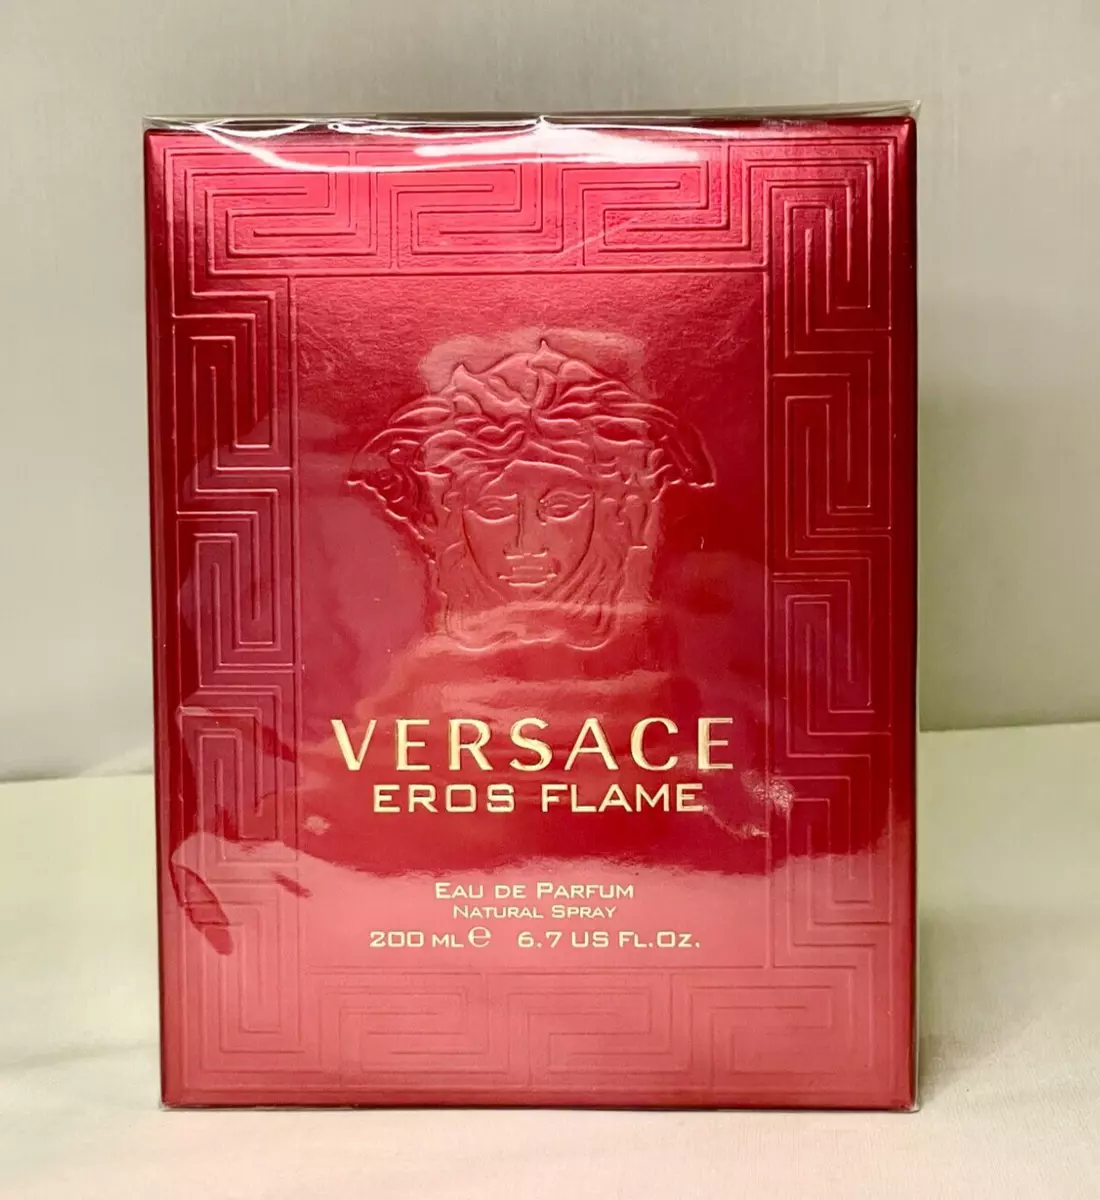 VERSACE
EROS FLAME
EAU DE PARFUM
NATURAL SPRAY
200 ML ℮ 6.7 US FL.OZ.